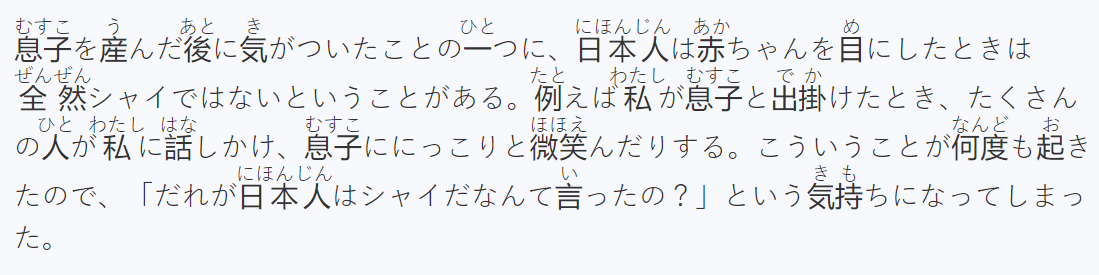 息子を産んだ後に気がついたことの一つに、日本人は赤ちゃんを目にしたときは
全然シャイではないということがある。例えば私が息子と出掛けたとき、たくさん
の人が私に話しかけ、息子ににっこりと微笑んだりする。こういうことが何度も起き
たので、「だれが日本人はシャイだなんて言ったの？」という気持ちになってしまっ
た。